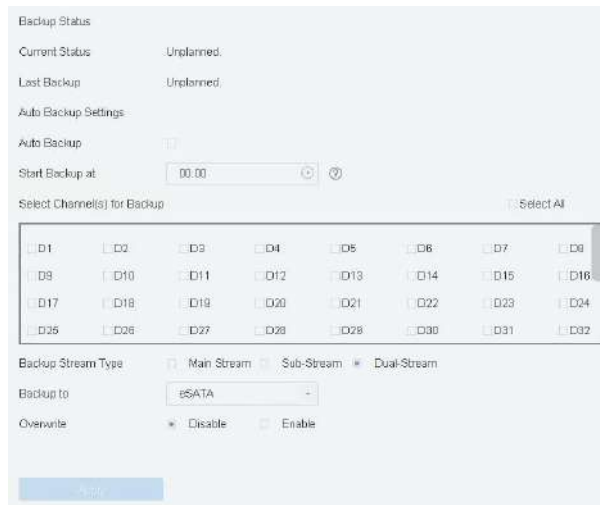 Backup Status
Current Status Unplanned.
Last Backup Unplanned.
Auto Backup Settings
Auto Backup
Start Backup at 00:00
Select Channel(s) for Backup Select All
D1 D2 D3 D4 D5 D6 D7 D8
D9 D10 D11 D12 D13 D14 D15 D16
D17 D18 D19 D20 D21 D22 D23 D24
D25 D26 D27 D28 D29 D30 D31 D32
Backup Stream Type Main Stream Sub-Stream Dual-Stream
Backup to eSATA
Overwrite Disable Enable
Apply